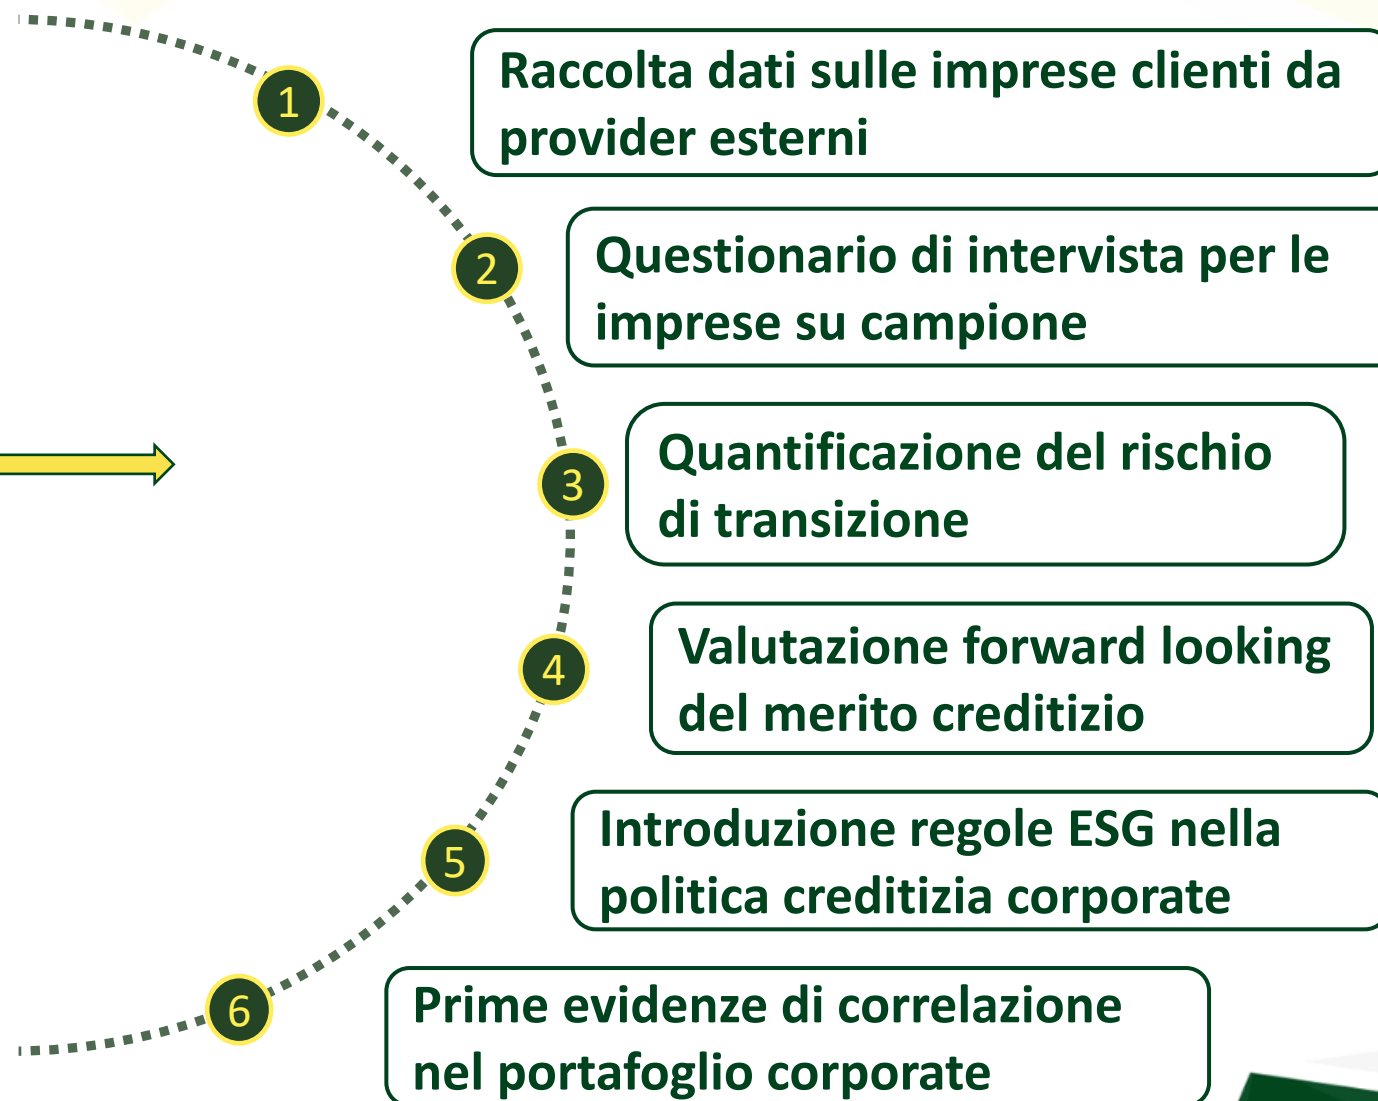 1
Raccolta dati sulle imprese clienti da
provider esterni
2
Questionario di intervista per le
imprese su campione
3
Quantificazione del rischio
di transizione
4
Valutazione forward looking
del merito creditizio
5
Introduzione regole ESG nella
politica creditizia corporate
6
Prime evidenze di correlazione
nel portafoglio corporate